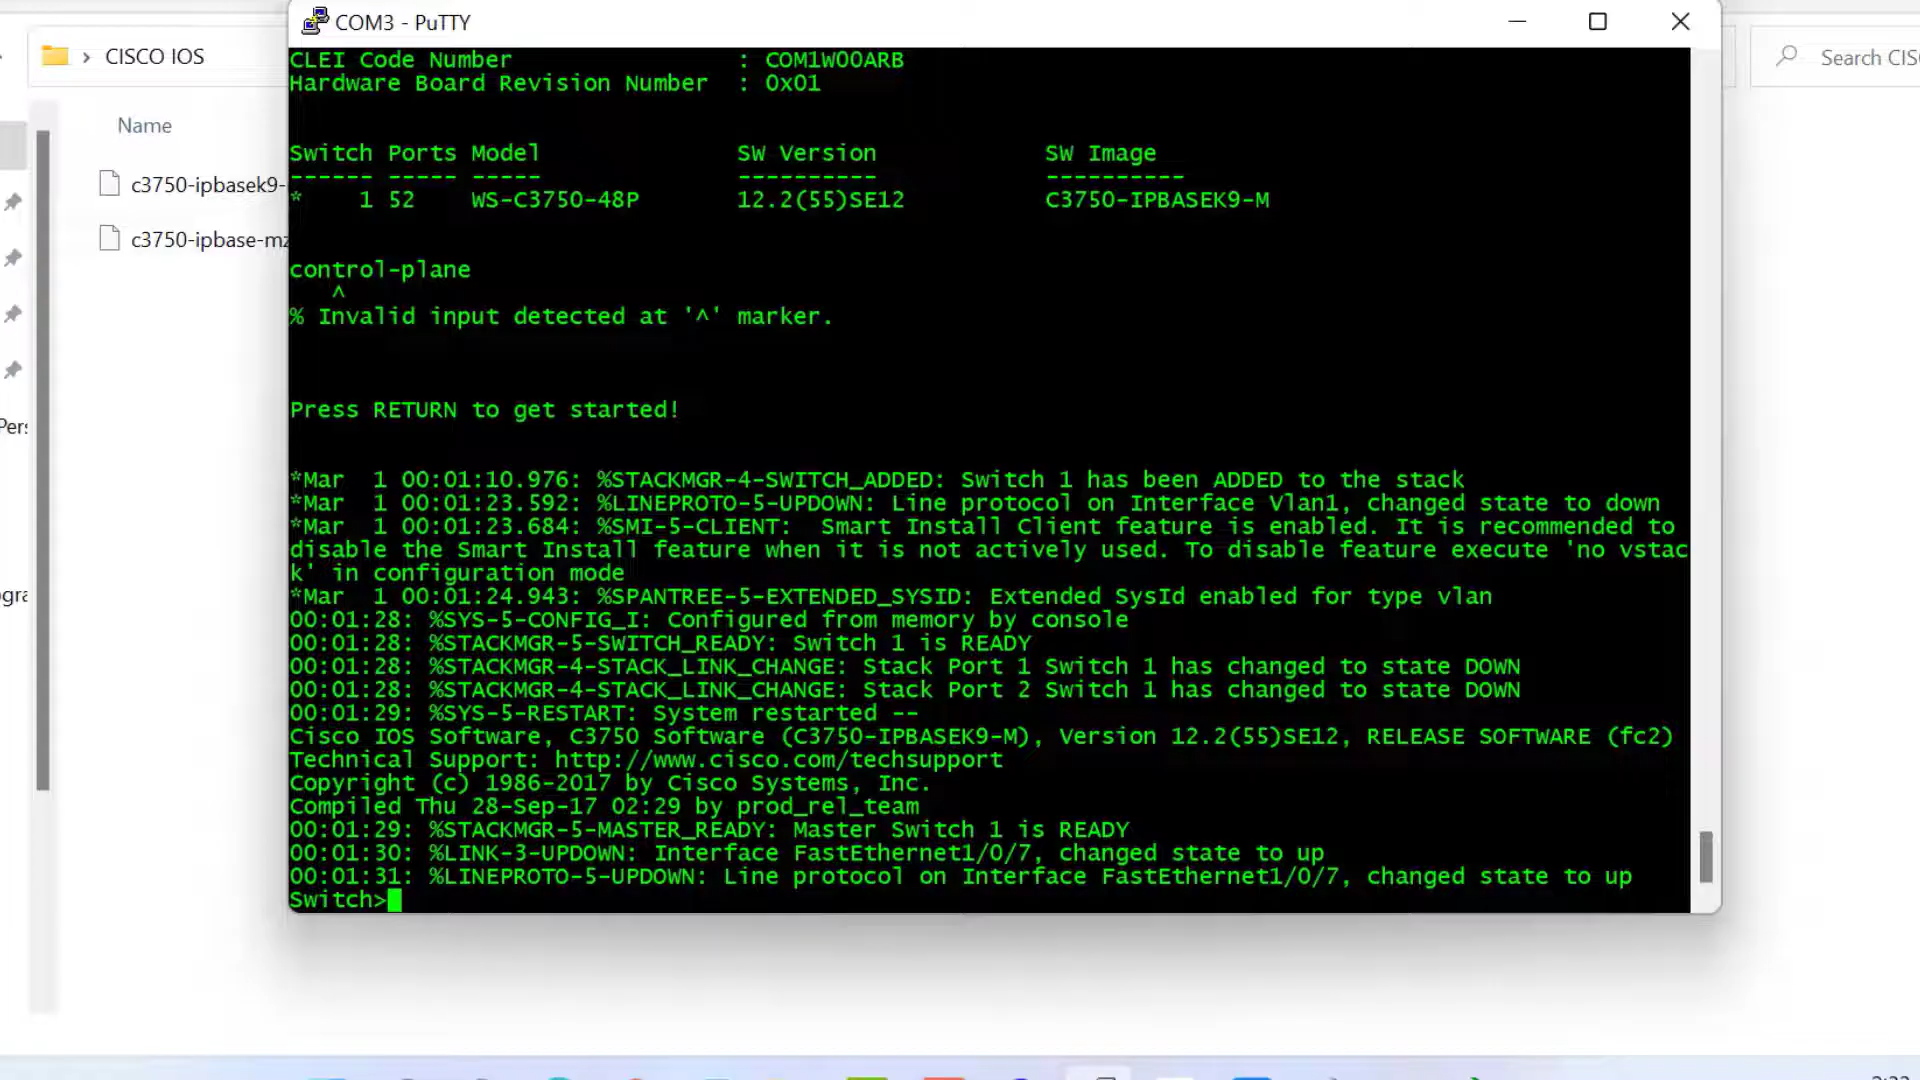 COM3 - PuTTY
CISCO IOS
Search CIS
Name
c3750-ipbasek9-
c3750-ipbase-mz
CLEI Code Number : COM1W00ARB
Hardware Board Revision Number : 0x01
Switch Ports Model SW Version SW Image
------ ----- ----- ---------- ----------
* 1 52 WS-C3750-48P 12.2(55)SE12 C3750-IPBASEK9-M
control-plane
^
% Invalid input detected at '^' marker.
Press RETURN to get started!
*Mar 1 00:01:10.976: %STACKMGR-4-SWITCH_ADDED: Switch 1 has been ADDED to the stack
*Mar 1 00:01:23.592: %LINEPROTO-5-UPDOWN: Line protocol on Interface Vlan1, changed state to down
*Mar 1 00:01:23.684: %SMI-5-CLIENT: Smart Install Client feature is enabled. It is recommended to
disable the Smart Install feature when it is not actively used. To disable feature execute 'no vstac
k' in configuration mode
*Mar 1 00:01:24.943: %SPANTREE-5-EXTENDED_SYSID: Extended SysId enabled for type vlan
00:01:28: %SYS-5-CONFIG_I: Configured from memory by console
00:01:28: %STACKMGR-5-SWITCH_READY: Switch 1 is READY
00:01:28: %STACKMGR-4-STACK_LINK_CHANGE: Stack Port 1 Switch 1 has changed to state DOWN
00:01:28: %STACKMGR-4-STACK_LINK_CHANGE: Stack Port 2 Switch 1 has changed to state DOWN
00:01:29: %SYS-5-RESTART: System restarted --
Cisco IOS Software, C3750 Software (C3750-IPBASEK9-M), Version 12.2(55)SE12, RELEASE SOFTWARE (fc2)
Technical Support: http://www.cisco.com/techsupport
Copyright (c) 1986-2017 by Cisco Systems, Inc.
Compiled Thu 28-Sep-17 02:29 by prod_rel_team
00:01:29: %STACKMGR-5-MASTER_READY: Master Switch 1 is READY
00:01:30: %LINK-3-UPDOWN: Interface FastEthernet1/0/7, changed state to up
00:01:31: %LINEPROTO-5-UPDOWN: Line protocol on Interface FastEthernet1/0/7, changed state to up
Switch>
Pers
ogra